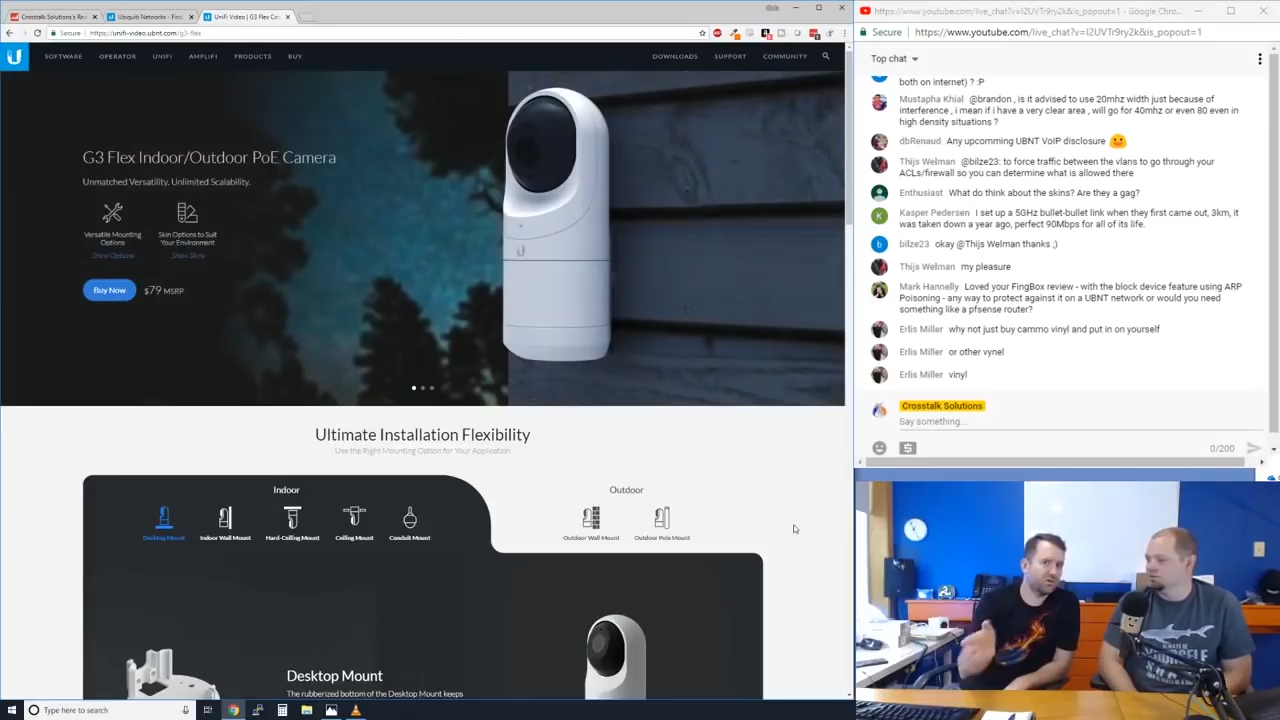 Crosstalk Solutions's Re
Ubiquiti Networks - Find
UniFi Video | G3 Flex Ca
Secure
https://unifi-video.ubnt.com/g3-flex
SOFTWARE
OPERATOR
UNIFI
AMPLIFI
PRODUCTS
BUY
DOWNLOADS
SUPPORT
COMMUNITY
G3 Flex Indoor/Outdoor PoE Camera
Unmatched Versatility. Unlimited Scalability.
Versatile Mounting
Options
Show Options
Skin Options to Suit
Your Environment
Show Skins
Buy Now
$79 MSRP
Ultimate Installation Flexibility
Use the Right Mounting Option for Your Application
Indoor
Outdoor
Desktop Mount
Indoor Wall Mount
Hard-Ceiling Mount
Ceiling Mount
Conduit Mount
Outdoor Wall Mount
Outdoor Pole Mount
Desktop Mount
The rubberized bottom of the Desktop Mount keeps
Type here to search
https://www.youtube.com/live_chat?v=I2UVTr9ry2k&is_popout=1 - Google Chro...
Secure
https://www.youtube.com/live_chat?v=I2UVTr9ry2k&is_popout=1
Top chat
both on internet) ? :P
Mustapha Khial @brandon , is it advised to use 20mhz width just because of
interference , i mean if i have a very clear area , will go for 40mhz or even 80 even in
high density situations ?
dbRenaud Any upcomming UBNT VoIP disclosure
Thijs Welman @bilze23: to force traffic between the vlans to go through your
ACLs/firewall so you can determine what is allowed there
Enthusiast What do think about the skins? Are they a gag?
Kasper Pedersen I set up a 5GHz bullet-bullet link when they first came out, 3km, it
was taken down a year ago, perfect 90Mbps for all of its life.
bilze23 okay @Thijs Welman thanks ;)
Thijs Welman my pleasure
Mark Hannelly Loved your FingBox review - with the block device feature using ARP
Poisoning - any way to protect against it on a UBNT network or would you need
something like a pfsense router?
Erlis Miller why not just buy cammo vinyl and put in on yourself
Erlis Miller or other vynel
Erlis Miller vinyl
Crosstalk Solutions
Say something...
0/200